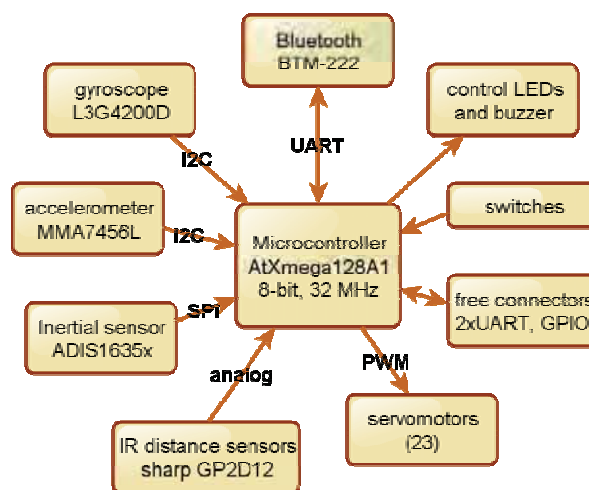 Bluetooth
BTM-222
gyroscope
L3G4200D
control LEDs
and buzzer
I2C
UART
accelerometer
MMA7456L
I2C
switches
Microcontroller
AtXmega128A1
8-bit, 32 MHz
Inertial sensor
ADIS1635x
SPI
free connectors
2xUART, GPIO
analog
PWM
IR distance sensors
sharp GP2D12
servomotors
(23)